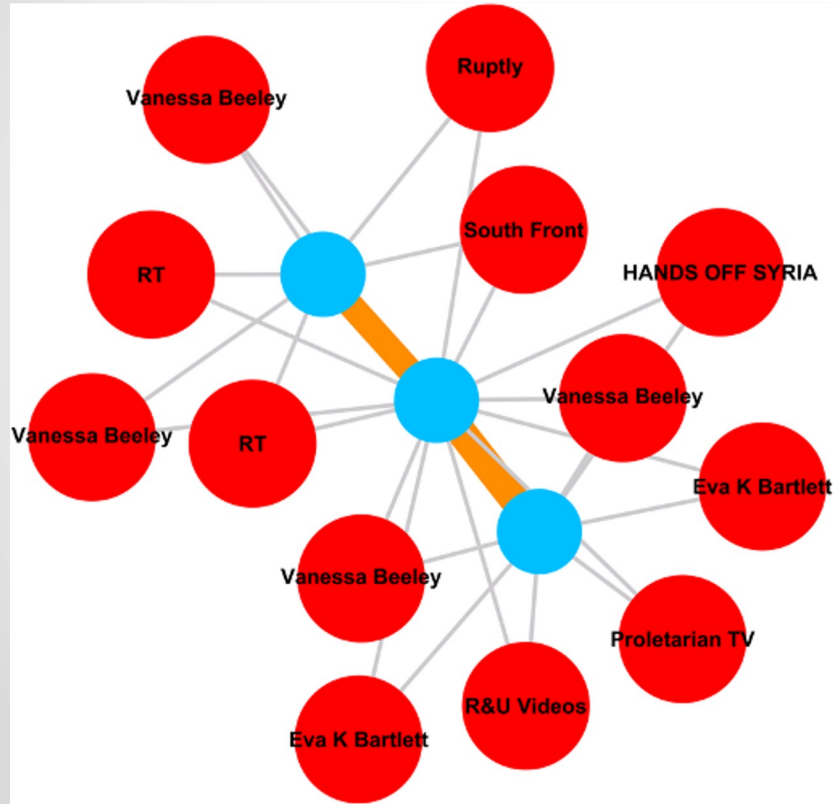 Ruptly
Vanessa Beeley
South Front
HANDS OFF SYRIA
RT
Vanessa Beeley
Vanessa Beeley
RT
Eva K Bartlett
Vanessa Beeley
Proletarian TV
R&U Videos
Eva K Bartlett